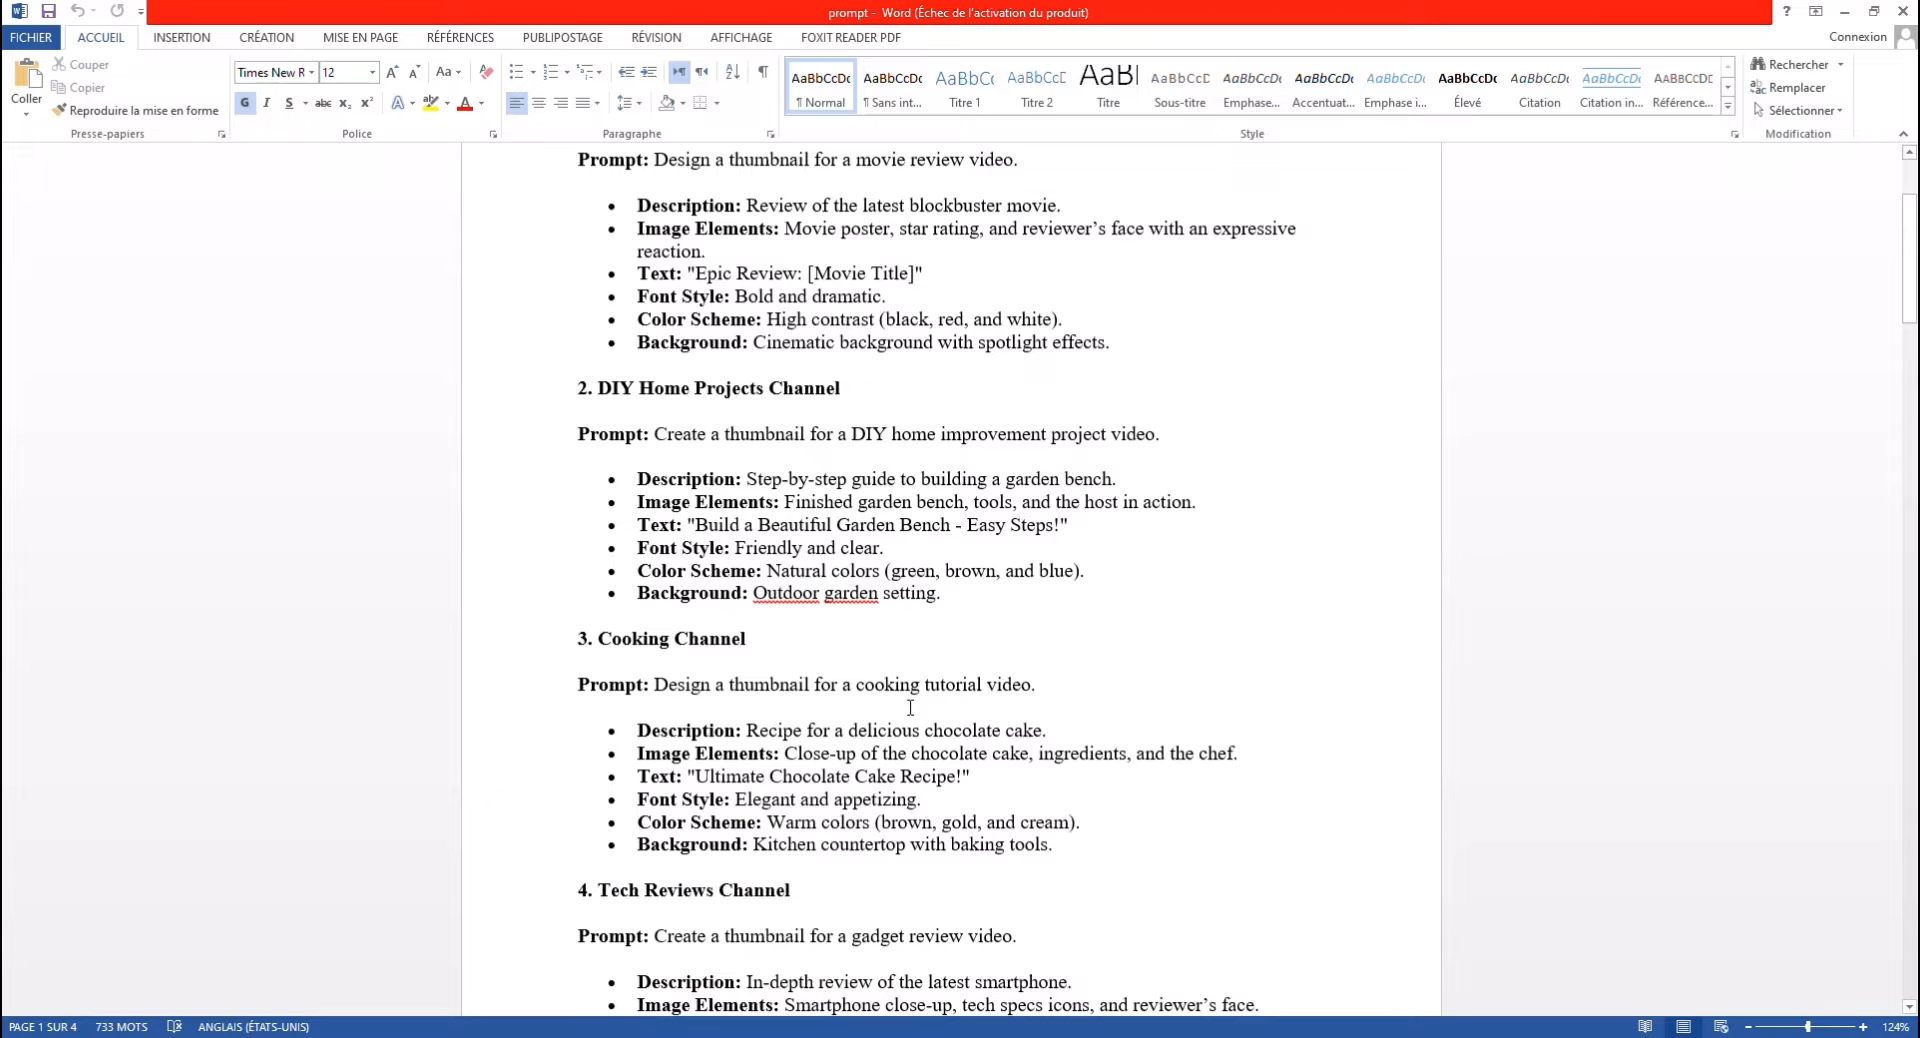 prompt - Word (Échec de l'activation du produit)
?
FICHIER ACCUEIL INSERTION CRÉATION MISE EN PAGE RÉFÉRENCES PUBLIPOSTAGE RÉVISION AFFICHAGE FOXIT READER PDF Connexion
Coller
Couper
Copier
Reproduire la mise en forme
Presse-papiers
Times New R 12
G I S abc x₂ x²
Police
Paragraphe
AaBbCcDc AaBbCcDc AaBbCc AaBbCcC AaBl AaBbCcC AaBbCcDc AaBbCcDc AaBbCcDc AaBbCcDc AaBbCcDc AaBbCcDc AaBbCcDc
¶ Normal ¶ Sans int... Titre 1 Titre 2 Titre Sous-titre Emphase... Accentuat... Emphase i... Élevé Citation Citation in... Référence...
Style
Rechercher
Remplacer
Sélectionner
Modification
Prompt: Design a thumbnail for a movie review video.
• Description: Review of the latest blockbuster movie.
• Image Elements: Movie poster, star rating, and reviewer’s face with an expressive
reaction.
• Text: "Epic Review: [Movie Title]"
• Font Style: Bold and dramatic.
• Color Scheme: High contrast (black, red, and white).
• Background: Cinematic background with spotlight effects.
2. DIY Home Projects Channel
Prompt: Create a thumbnail for a DIY home improvement project video.
• Description: Step-by-step guide to building a garden bench.
• Image Elements: Finished garden bench, tools, and the host in action.
• Text: "Build a Beautiful Garden Bench - Easy Steps!"
• Font Style: Friendly and clear.
• Color Scheme: Natural colors (green, brown, and blue).
• Background: Outdoor garden setting.
3. Cooking Channel
Prompt: Design a thumbnail for a cooking tutorial video.
• Description: Recipe for a delicious chocolate cake.
• Image Elements: Close-up of the chocolate cake, ingredients, and the chef.
• Text: "Ultimate Chocolate Cake Recipe!"
• Font Style: Elegant and appetizing.
• Color Scheme: Warm colors (brown, gold, and cream).
• Background: Kitchen countertop with baking tools.
4. Tech Reviews Channel
Prompt: Create a thumbnail for a gadget review video.
• Description: In-depth review of the latest smartphone.
• Image Elements: Smartphone close-up, tech specs icons, and reviewer’s face.
PAGE 1 SUR 4 733 MOTS ANGLAIS (ÉTATS-UNIS) 124%